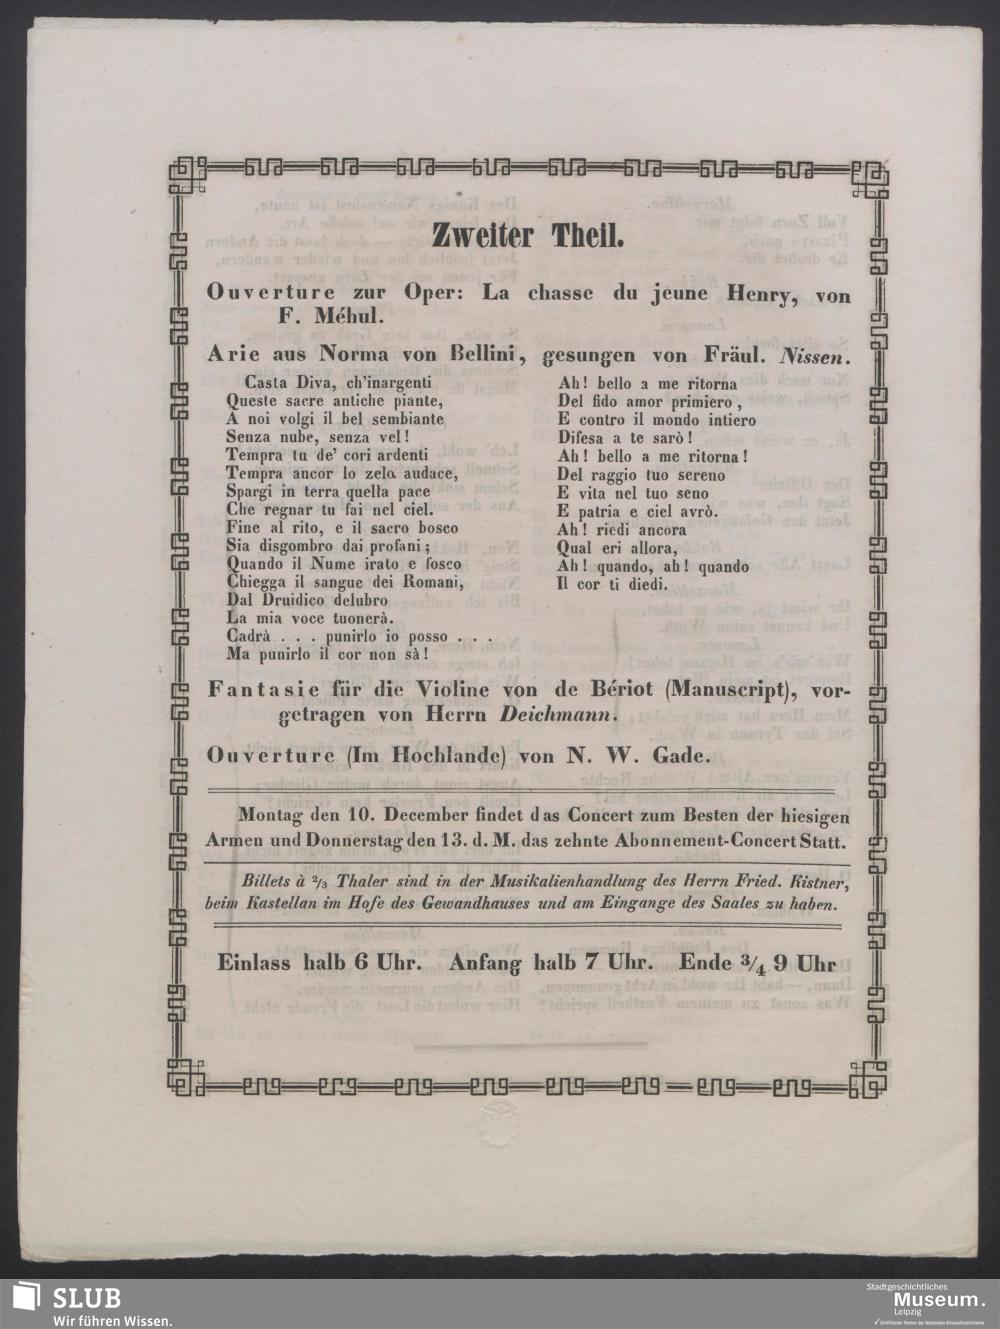 Zweiter Theil.
Ouverture zur Oper: La chasse du jeune Henry, von
F. Méhul.
Arie aus Norma von Bellini, gesungen von Fräul. Nissen.
Casta Diva, ch'inargenti
Queste sacre antiche piante,
A noi volgi il bel sembiante
Senza nube, senza vel!
Tempra tu de' cori ardenti
Tempra ancor lo zelo audace,
Spargi in terra quella pace
Che regnar tu fai nel ciel.
Fine al rito, e il sacro bosco
Sia disgombro dai profani;
Quando il Nume irato e fosco
Chiegga il sangue dei Romani,
Dal Druidico delubro
La mia voce tuonerà.
Cadrà . . . punirlo io posso . . .
Ma punirlo il cor non sà!
Ah! bello a me ritorna
Del fido amor primiero,
E contro il mondo intiero
Difesa a te sarò!
Ah! bello a me ritorna!
Del raggio tuo sereno
E vita nel tuo seno
E patria e ciel avrò.
Ah! riedi ancora
Qual eri allora,
Ah! quando, ah! quando
Il cor ti diedi.
Fantasie für die Violine von de Bériot (Manuscript), vor-
getragen von Herrn Deichmann.
Ouverture (Im Hochlande) von N. W. Gade.
Montag den 10. December findet das Concert zum Besten der hiesigen
Armen und Donnerstag den 13. d. M. das zehnte Abonnement-Concert Statt.
Billets à 2/3 Thaler sind in der Musikalienhandlung des Herrn Fried. Kistner,
beim Kastellan im Hofe des Gewandhauses und am Eingange des Saales zu haben.
Einlass halb 6 Uhr. Anfang halb 7 Uhr. Ende 3/4 9 Uhr
SLUB
Wir führen Wissen.
Stadtgeschichtliches
Museum.
Leipzig
Zertifizierter Partner der Nationalen Klimaschutzinitiative